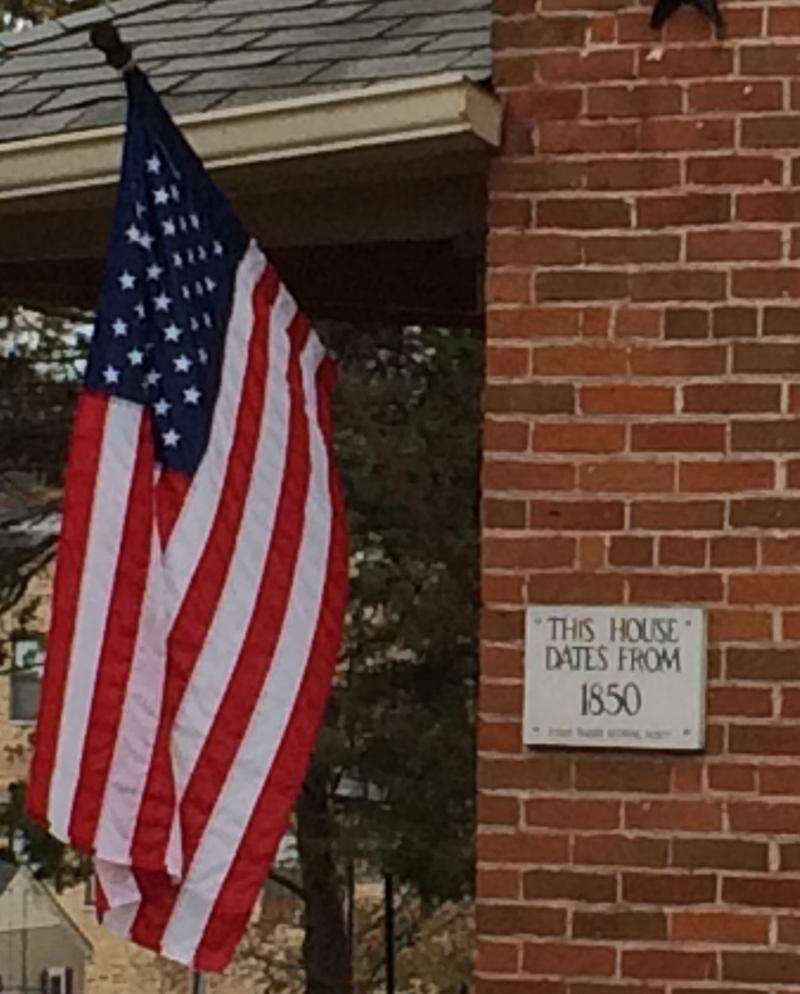 THIS HOUSE
DATES FROM
1850